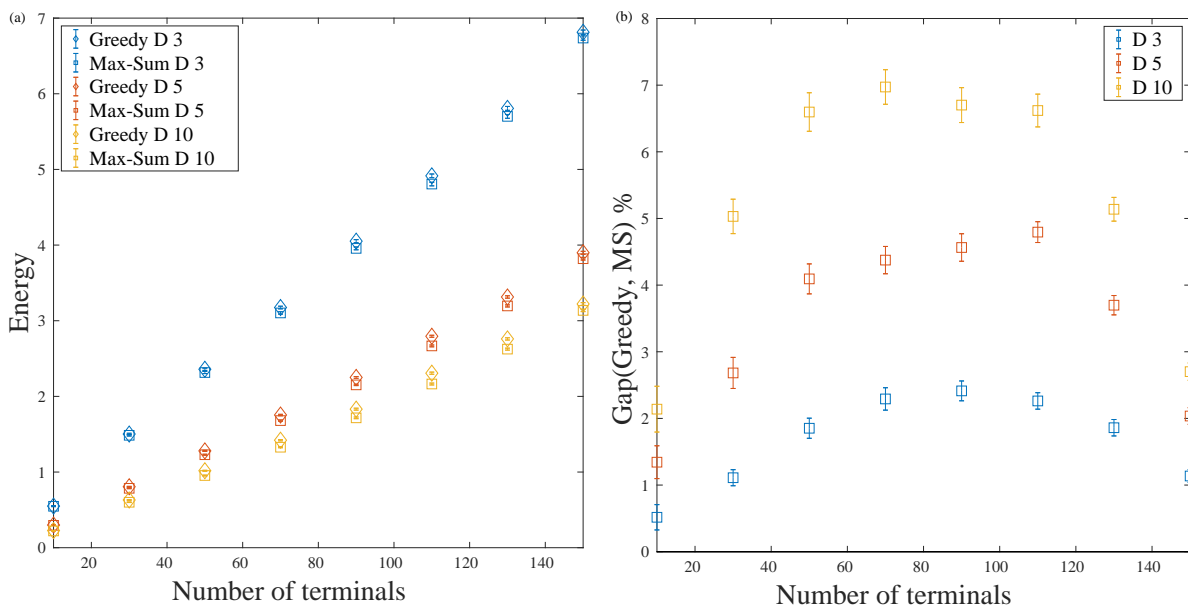 (a)
7
6
5
4
3
2
1
0
Energy
Greedy D 3
Max-Sum D 3
Greedy D 5
Max-Sum D 5
Greedy D 10
Max-Sum D 10
20 40 60 80 100 120 140
Number of terminals
(b)
8
7
6
5
4
3
2
1
0
Gap(Greedy, MS) %
D 3
D 5
D 10
20 40 60 80 100 120 140
Number of terminals